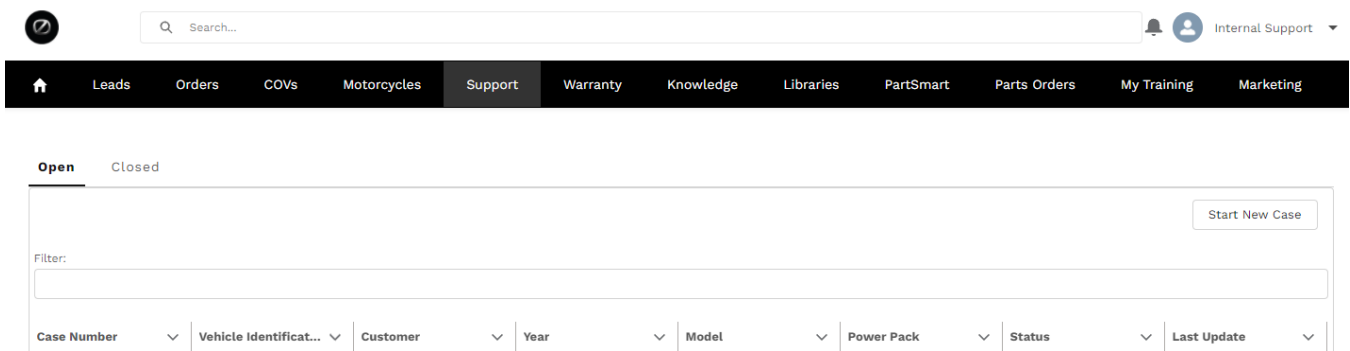 Search...
Internal Support
Leads Orders COVs Motorcycles Support Warranty Knowledge Libraries PartSmart Parts Orders My Training Marketing
Open Closed
Start New Case
Filter:
Case Number Vehicle Identificat... Customer Year Model Power Pack Status Last Update